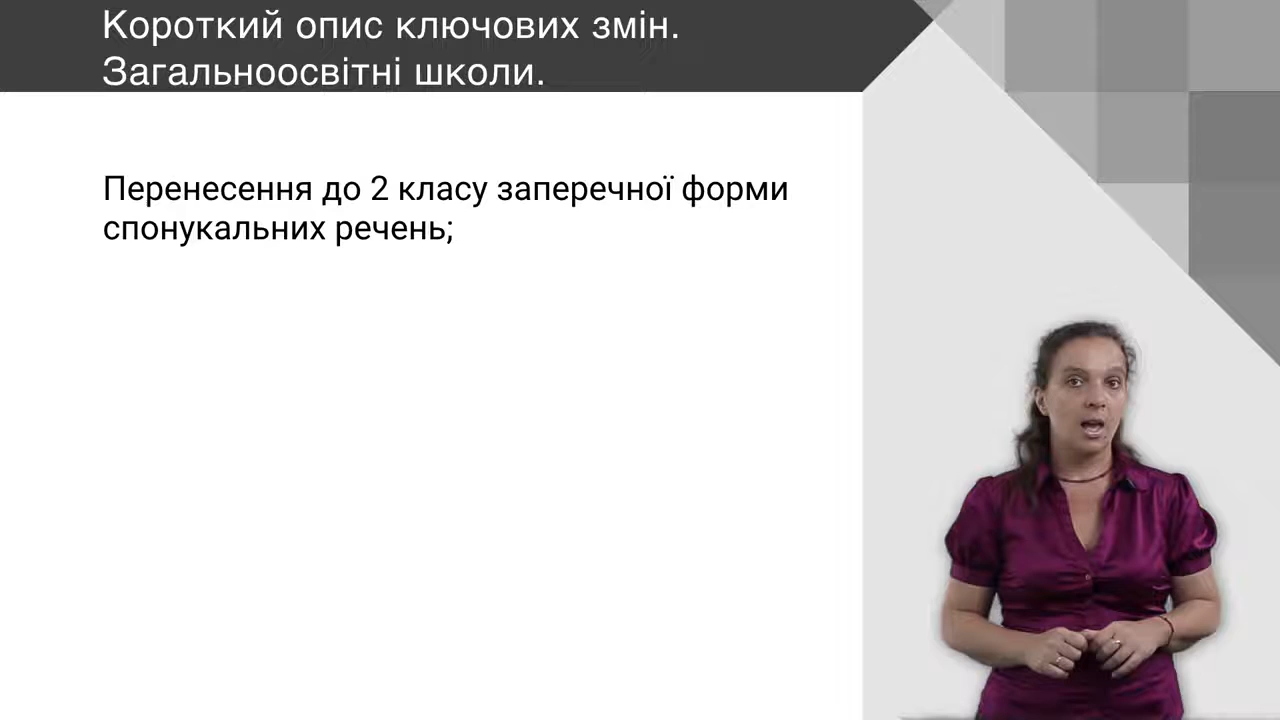 Короткий опис ключових змін.
Загальноосвітні школи.
Перенесення до 2 класу заперечної форми
спонукальних речень;